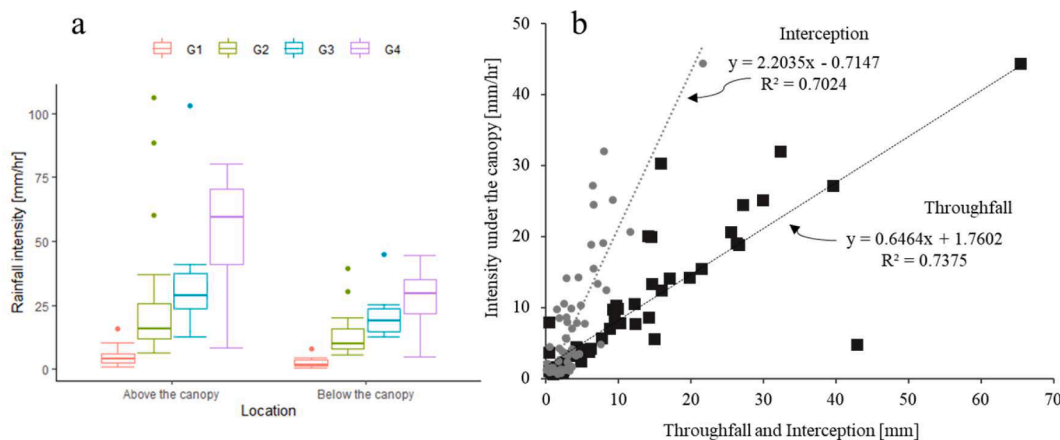 a
G1 G2 G3 G4
Rainfall intensity [mm/hr]
100
75
50
25
0
Above the canopy
Below the canopy
Location
b
Intensity under the canopy [mm/hr]
50
40
30
20
10
0
Interception
y = 2.2035x - 0.7147
R² = 0.7024
Throughfall
y = 0.6464x + 1.7602
R² = 0.7375
0 10 20 30 40 50 60 70
Throughfall and Interception [mm]